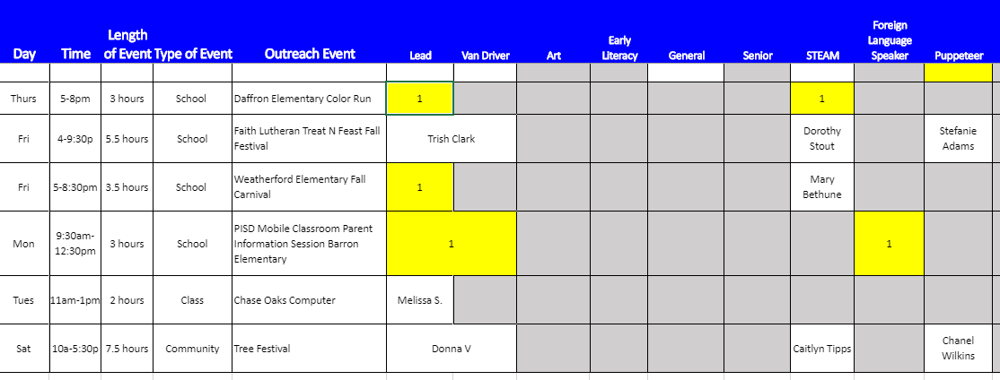 Day Time Length of Event Type of Event Outreach Event Lead Van Driver Art Early Literacy General Senior STEAM Foreign Language Speaker Puppeteer
Thurs 5-8pm 3 hours School Daffron Elementary Color Run 1 1
Fri 4-9:30p 5.5 hours School Faith Lutheran Treat N Feast Fall Festival Trish Clark Dorothy Stout Stefanie Adams
Fri 5-8:30pm 3.5 hours School Weatherford Elementary Fall Carnival 1 Mary Bethune
Mon 9:30am-12:30pm 3 hours School PISD Mobile Classroom Parent Information Session Barron Elementary 1 1
Tues 11am-1pm 2 hours Class Chase Oaks Computer Melissa S.
Sat 10a-5:30p 7.5 hours Community Tree Festival Donna V Caitlyn Tipps Chanel Wilkins